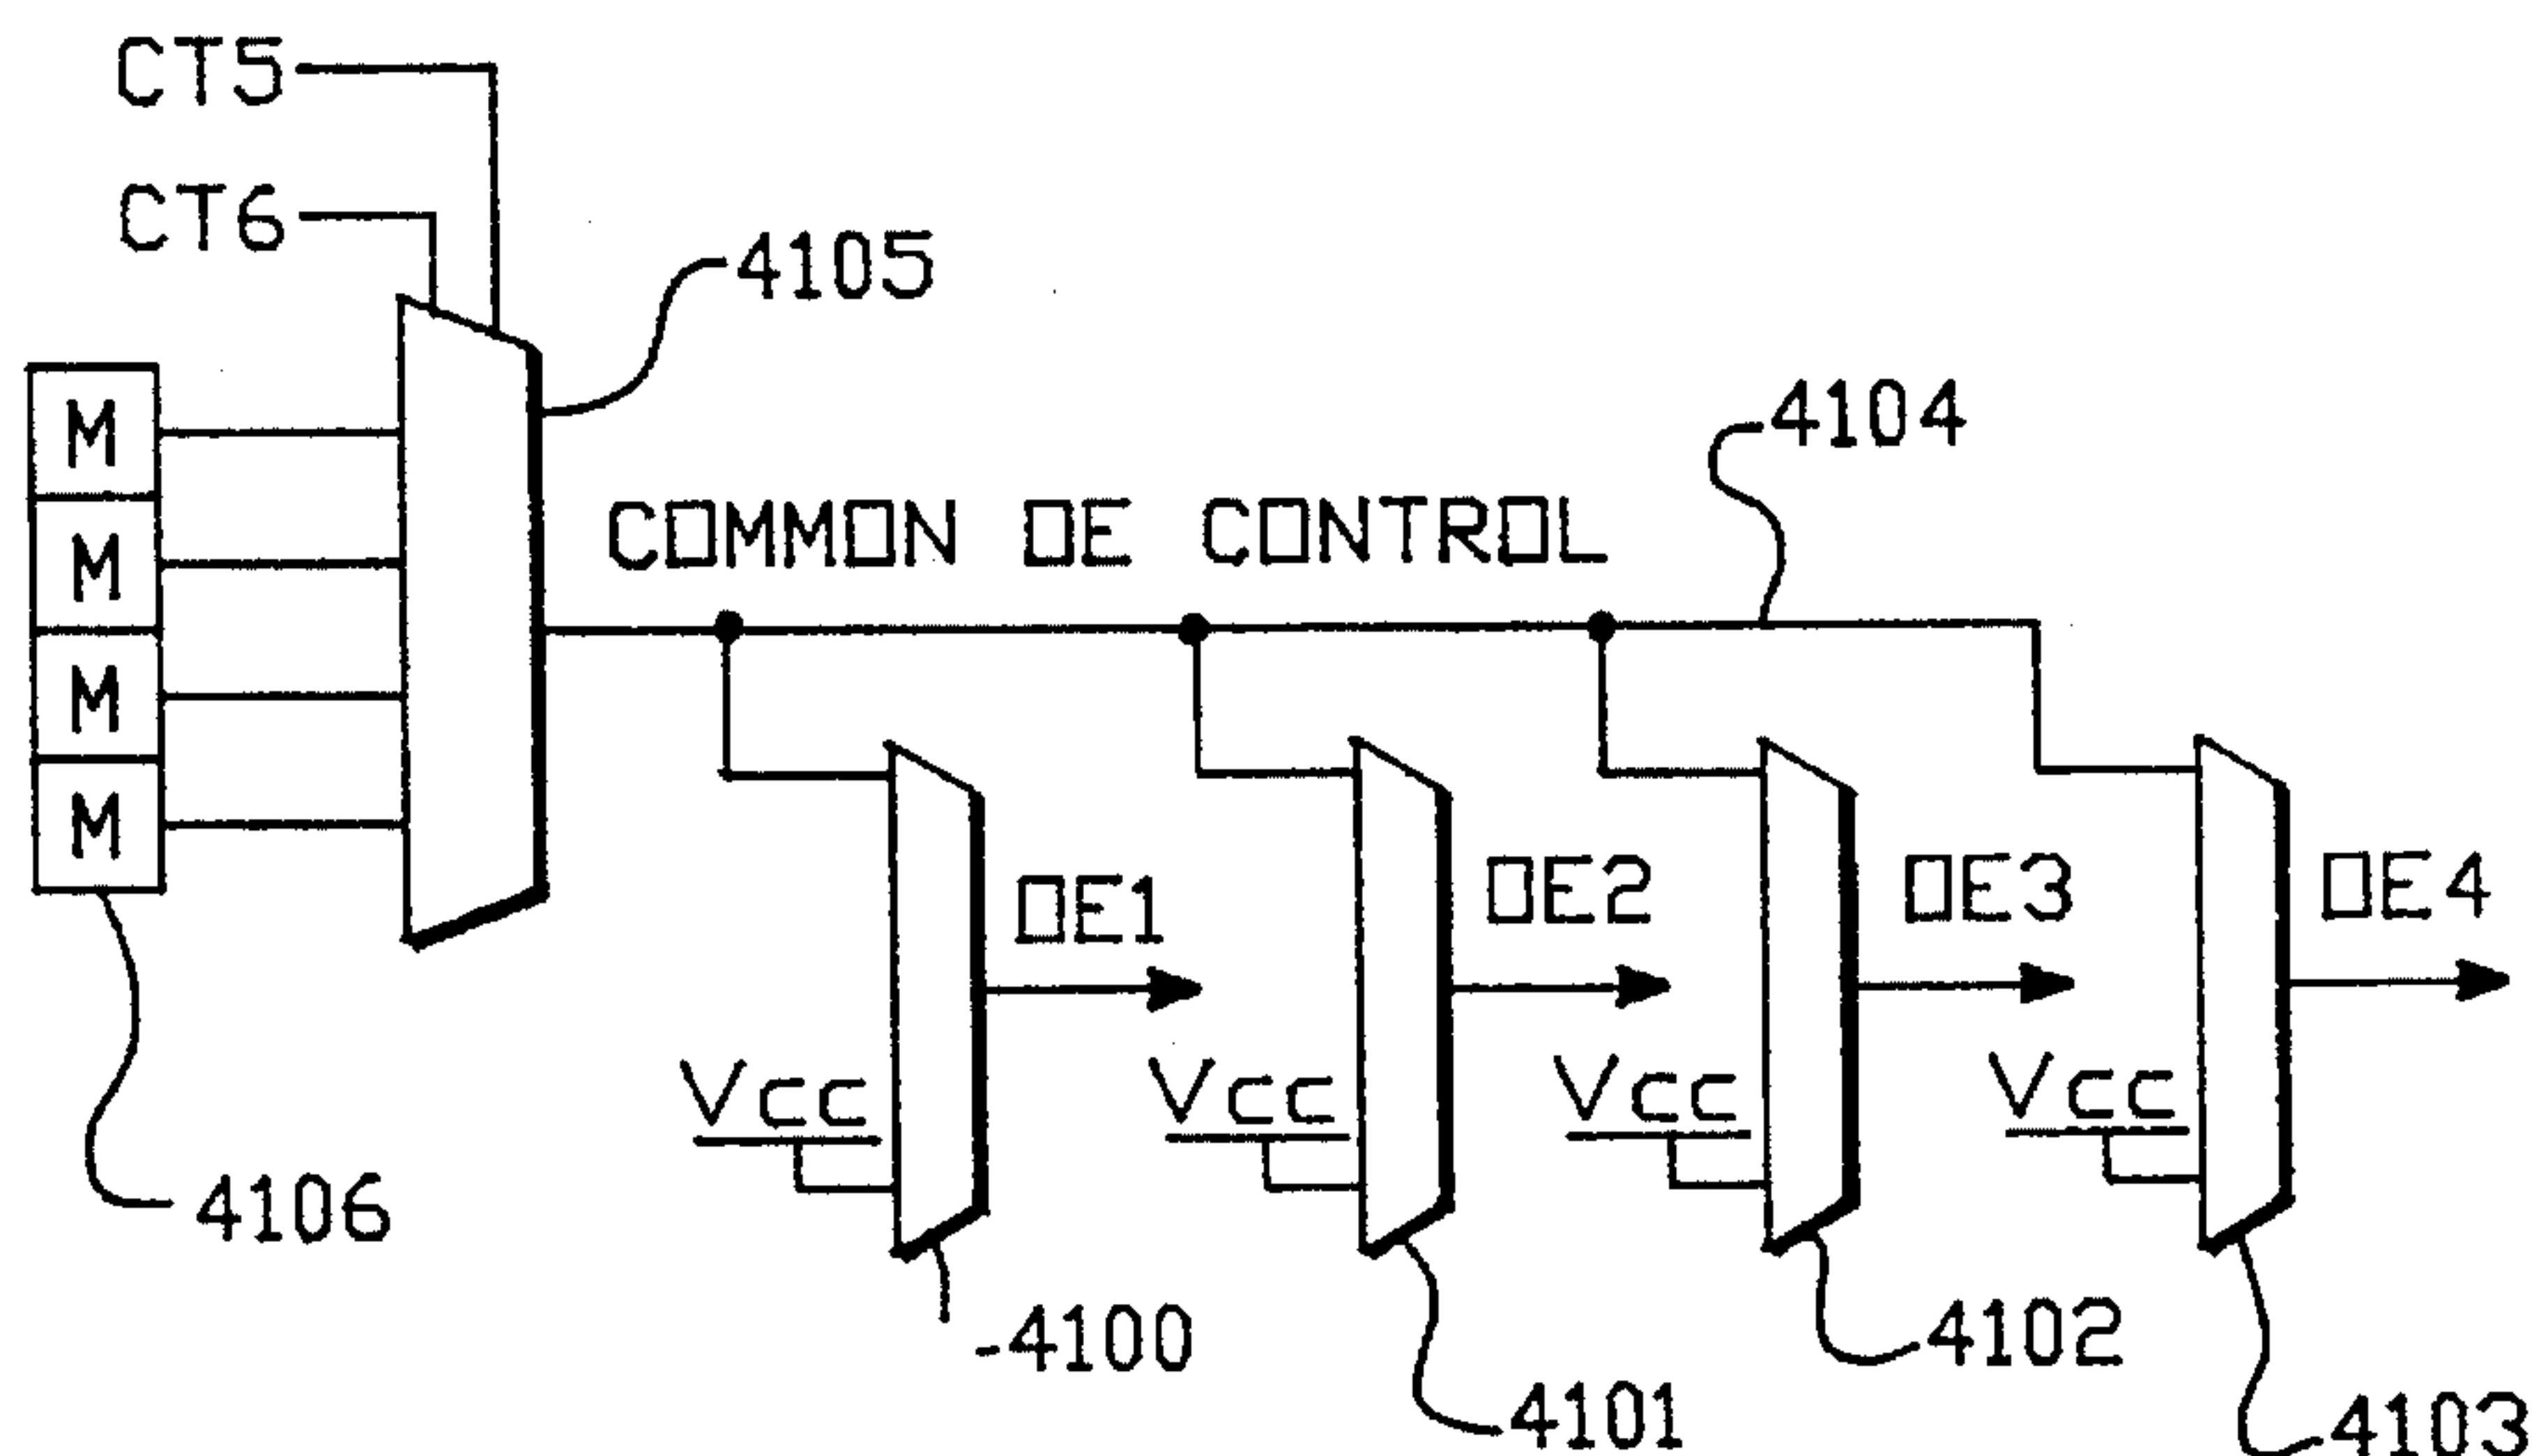 CT5
CT6
4105
4104
M
M
M
M
COMMON OE CONTROL
OE1
OE2
OE3
OE4
Vcc
Vcc
Vcc
Vcc
4106
4100
4101
4102
4103